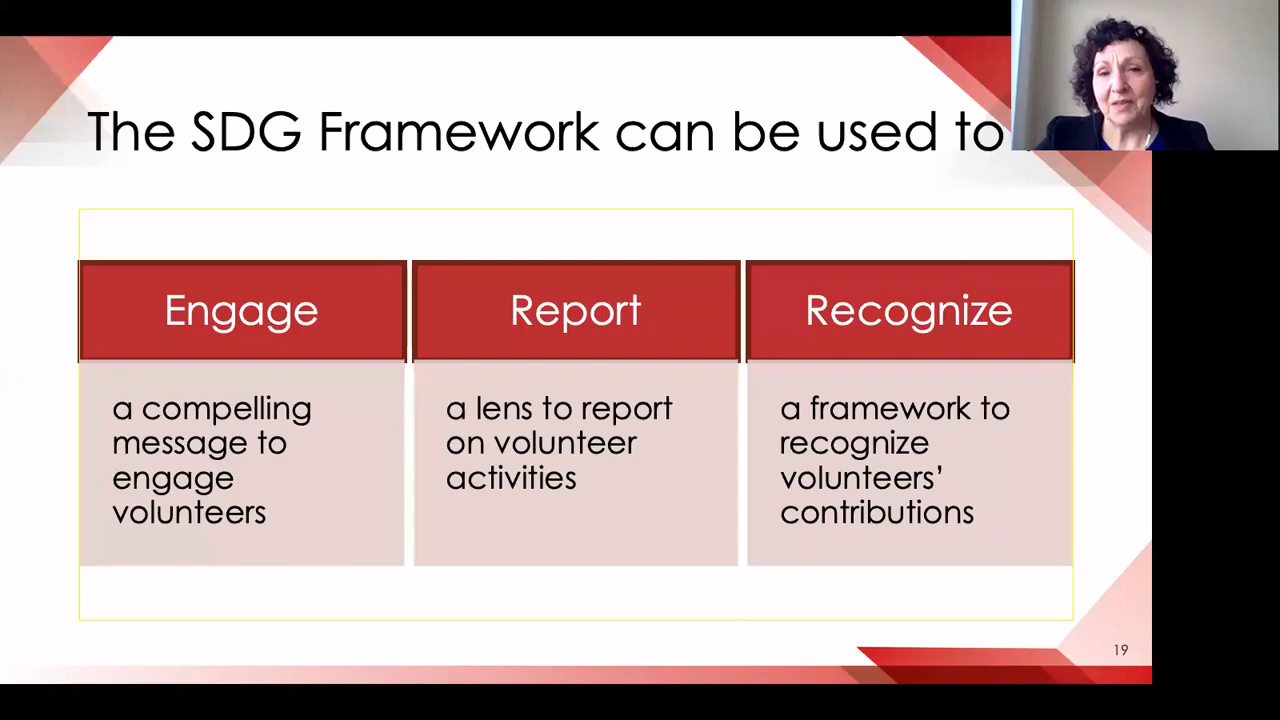 The SDG Framework can be used to
Engage
a compelling
message to
engage
volunteers
Report
a lens to report
on volunteer
activities
Recognize
a framework to
recognize
volunteers’
contributions
19